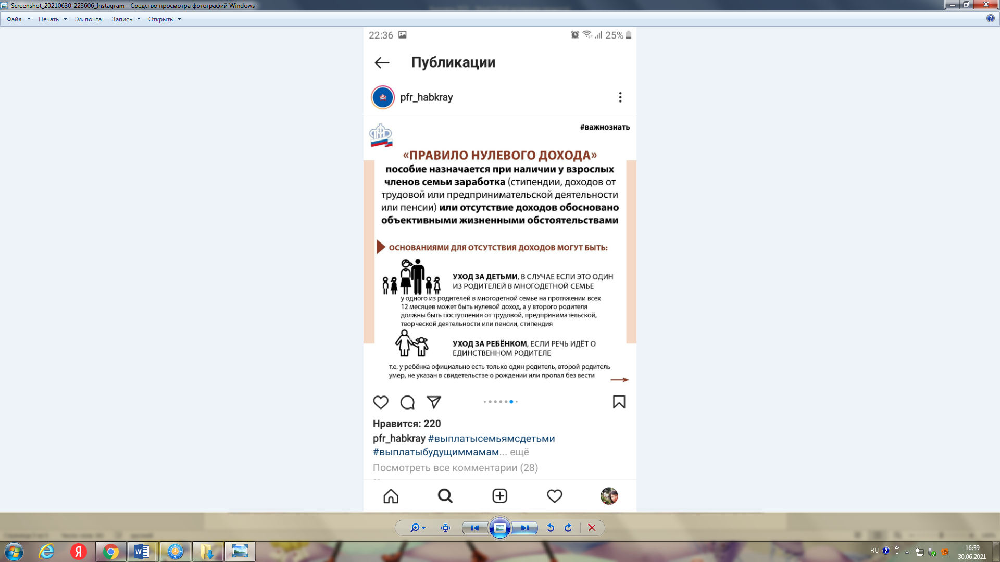 Screenshot_20210630-223606_Instagram - Средство просмотра фотографий Windows
Файл Печать Эл. почта Запись Открыть
22:36 25%
Публикации
pfr_habkray
#важнознать
«ПРАВИЛО НУЛЕВОГО ДОХОДА»
пособие назначается при наличии у взрослых
членов семьи заработка (стипендии, доходов от
трудовой или предпринимательской деятельности
или пенсии) или отсутствие доходов обосновано
объективными жизненными обстоятельствами
ОСНОВАНИЯМИ ДЛЯ ОТСУТСТВИЯ ДОХОДОВ МОГУТ БЫТЬ:
УХОД ЗА ДЕТЬМИ, В СЛУЧАЕ ЕСЛИ ЭТО ОДИН
ИЗ РОДИТЕЛЕЙ В МНОГОДЕТНОЙ СЕМЬЕ
у одного из родителей в многодетной семье на протяжении всех
12 месяцев может быть нулевой доход, а у второго родителя
должны быть поступления от трудовой, предпринимательской,
творческой деятельности или пенсии, стипендия
УХОД ЗА РЕБЁНКОМ, ЕСЛИ РЕЧЬ ИДЁТ О
ЕДИНСТВЕННОМ РОДИТЕЛЕ
т.е. у ребёнка официально есть только один родитель, второй родитель
умер, не указан в свидетельстве о рождении или пропал без вести
Нравится: 220
pfr_habkray #выплатысемьямсдетьми
#выплатыбудущиммамам... ещё
Посмотреть все комментарии (28)
RU
16:39
30.06.2021